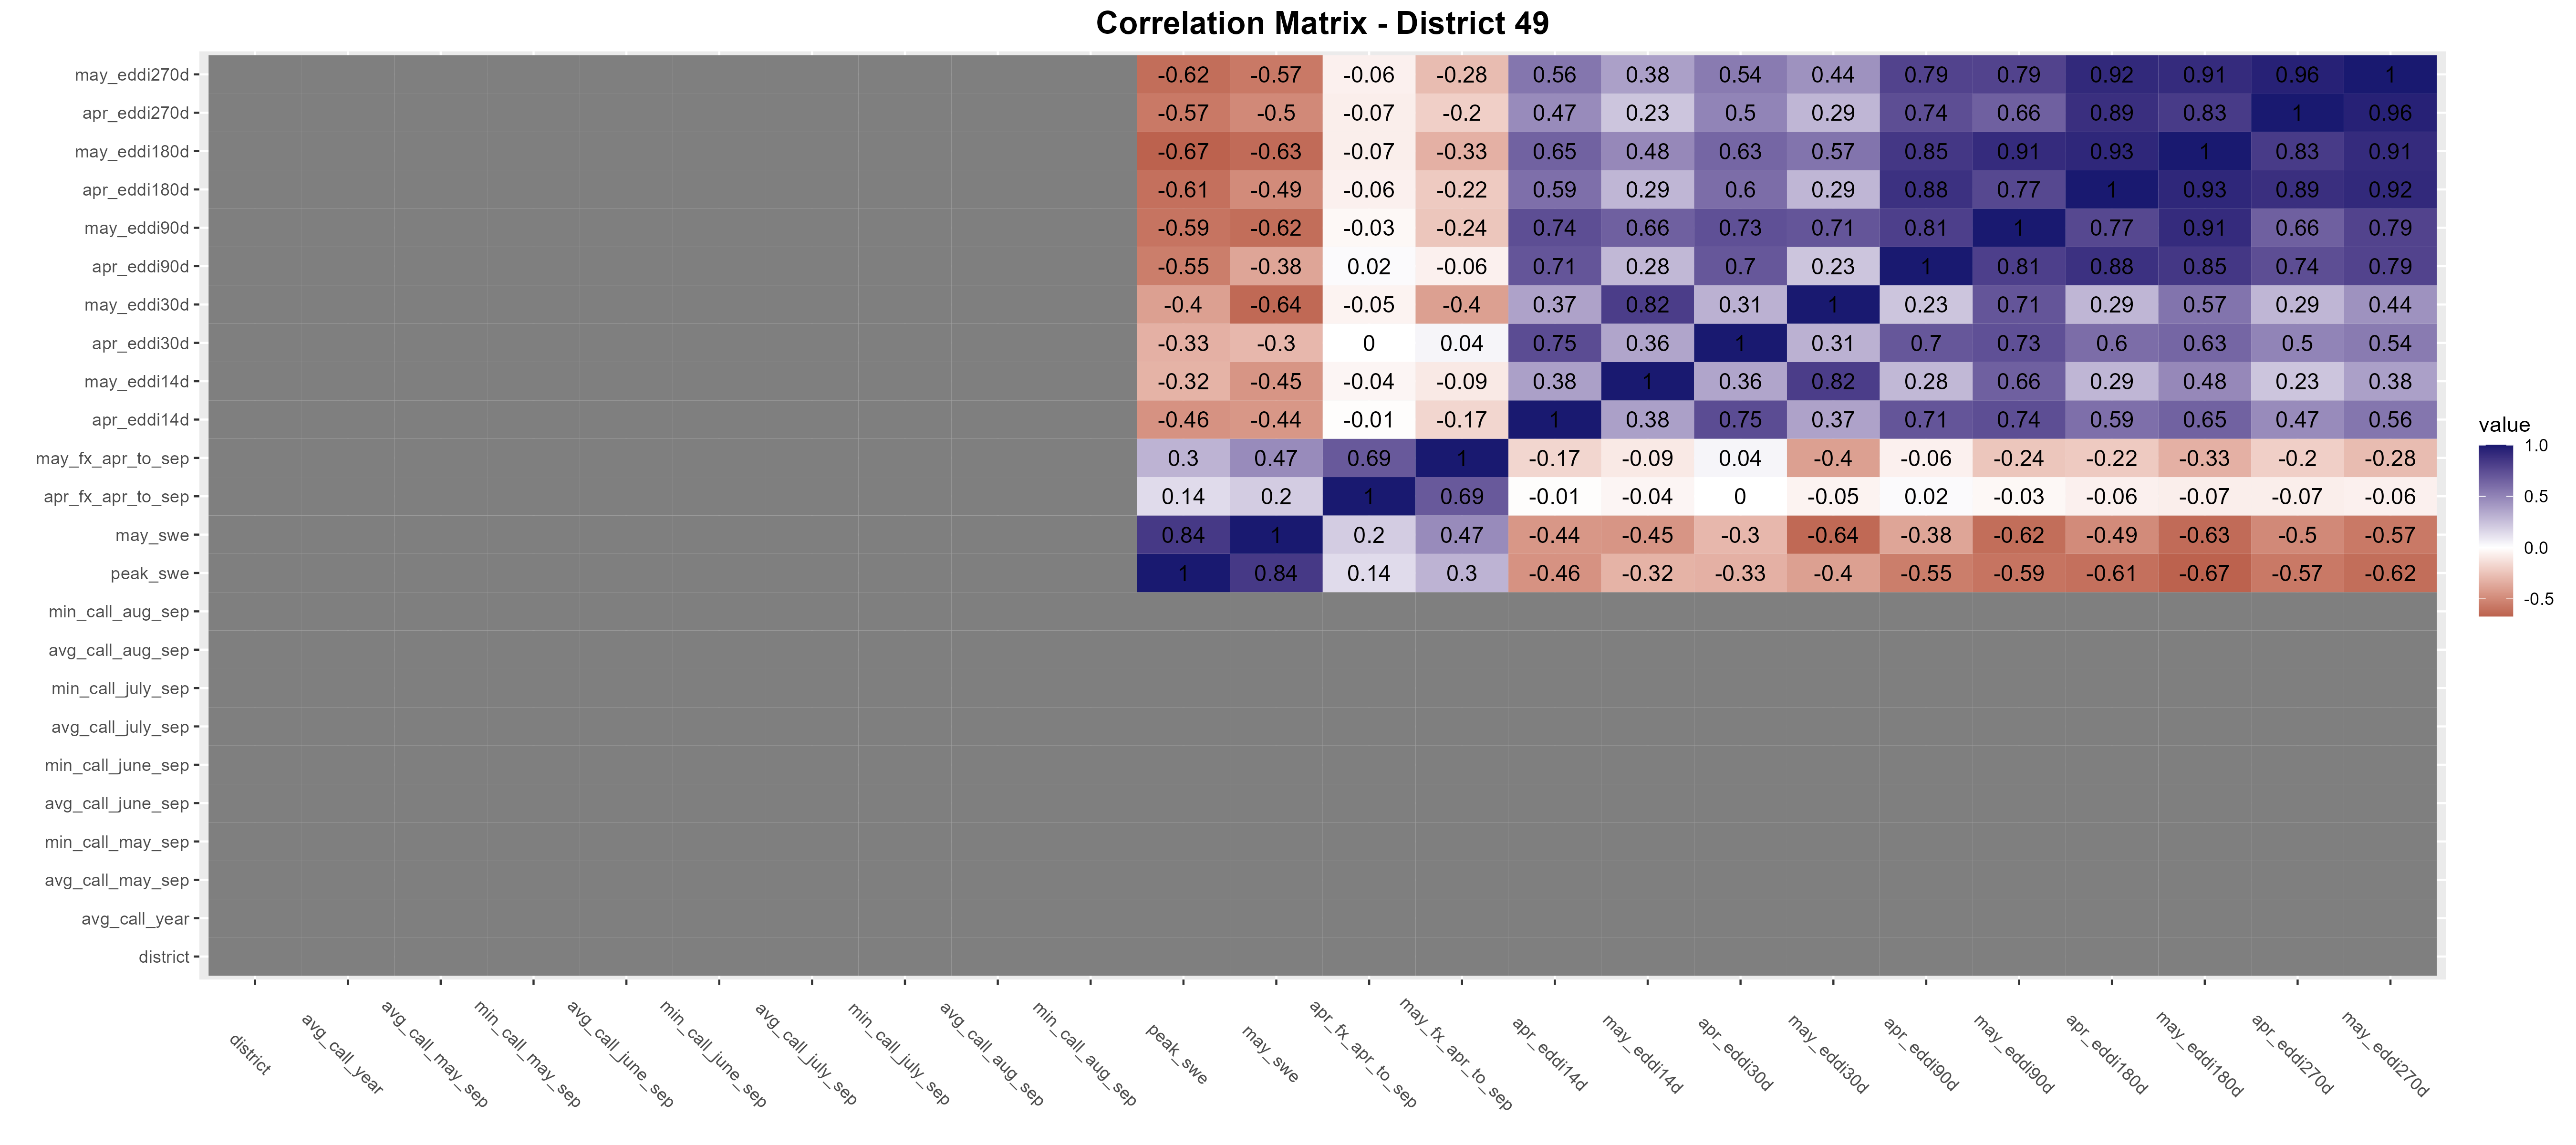 Correlation Matrix - District 49
may_eddi270d -0.62 -0.57 -0.06 -0.28 0.56 0.38 0.54 0.44 0.79 0.79 0.92 0.91 0.96 1
apr_eddi270d -0.57 -0.5 -0.07 -0.2 0.47 0.23 0.5 0.29 0.74 0.66 0.89 0.83 1 0.96
may_eddi180d -0.67 -0.63 -0.07 -0.33 0.65 0.48 0.63 0.57 0.85 0.91 0.93 1 0.83 0.91
apr_eddi180d -0.61 -0.49 -0.06 -0.22 0.59 0.29 0.6 0.29 0.88 0.77 1 0.93 0.89 0.92
may_eddi90d -0.59 -0.62 -0.03 -0.24 0.74 0.66 0.73 0.71 0.81 1 0.77 0.91 0.66 0.79
apr_eddi90d -0.55 -0.38 0.02 -0.06 0.71 0.28 0.7 0.23 1 0.81 0.88 0.85 0.74 0.79
may_eddi30d -0.4 -0.64 -0.05 -0.4 0.37 0.82 0.31 1 0.23 0.71 0.29 0.57 0.29 0.44
apr_eddi30d -0.33 -0.3 0 0.04 0.75 0.36 1 0.31 0.7 0.73 0.6 0.63 0.5 0.54
may_eddi14d -0.32 -0.45 -0.04 -0.09 0.38 1 0.36 0.82 0.28 0.66 0.29 0.48 0.23 0.38
apr_eddi14d -0.46 -0.44 -0.01 -0.17 1 0.38 0.75 0.37 0.71 0.74 0.59 0.65 0.47 0.56
may_fx_apr_to_sep 0.3 0.47 0.69 1 -0.17 -0.09 0.04 -0.4 -0.06 -0.24 -0.22 -0.33 -0.2 -0.28
apr_fx_apr_to_sep 0.14 0.2 1 0.69 -0.01 -0.04 0 -0.05 0.02 -0.03 -0.06 -0.07 -0.07 -0.06
may_swe 0.84 1 0.2 0.47 -0.44 -0.45 -0.3 -0.64 -0.38 -0.62 -0.49 -0.63 -0.5 -0.57
peak_swe 1 0.84 0.14 0.3 -0.46 -0.32 -0.33 -0.4 -0.55 -0.59 -0.61 -0.67 -0.57 -0.62
min_call_aug_sep
avg_call_aug_sep
min_call_july_sep
avg_call_july_sep
min_call_june_sep
avg_call_june_sep
min_call_may_sep
avg_call_may_sep
avg_call_year
district
district
avg_call_year
avg_call_may_sep
min_call_may_sep
avg_call_june_sep
min_call_june_sep
avg_call_july_sep
min_call_july_sep
avg_call_aug_sep
min_call_aug_sep
peak_swe
may_swe
apr_fx_apr_to_sep
may_fx_apr_to_sep
apr_eddi14d
may_eddi14d
apr_eddi30d
may_eddi30d
apr_eddi90d
may_eddi90d
apr_eddi180d
may_eddi180d
apr_eddi270d
may_eddi270d
value
1.0
0.5
0.0
-0.5